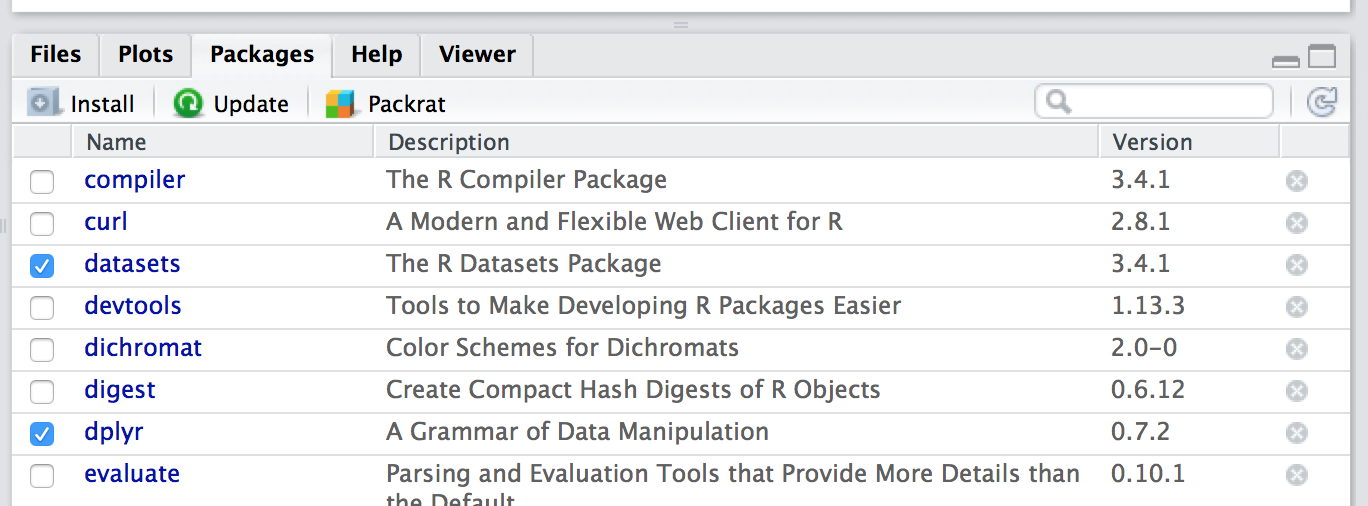 Files Plots Packages Help Viewer
Install Update Packrat
Name Description Version
compiler The R Compiler Package 3.4.1
curl A Modern and Flexible Web Client for R 2.8.1
datasets The R Datasets Package 3.4.1
devtools Tools to Make Developing R Packages Easier 1.13.3
dichromat Color Schemes for Dichromats 2.0-0
digest Create Compact Hash Digests of R Objects 0.6.12
dplyr A Grammar of Data Manipulation 0.7.2
evaluate Parsing and Evaluation Tools that Provide More Details than 0.10.1
the Default